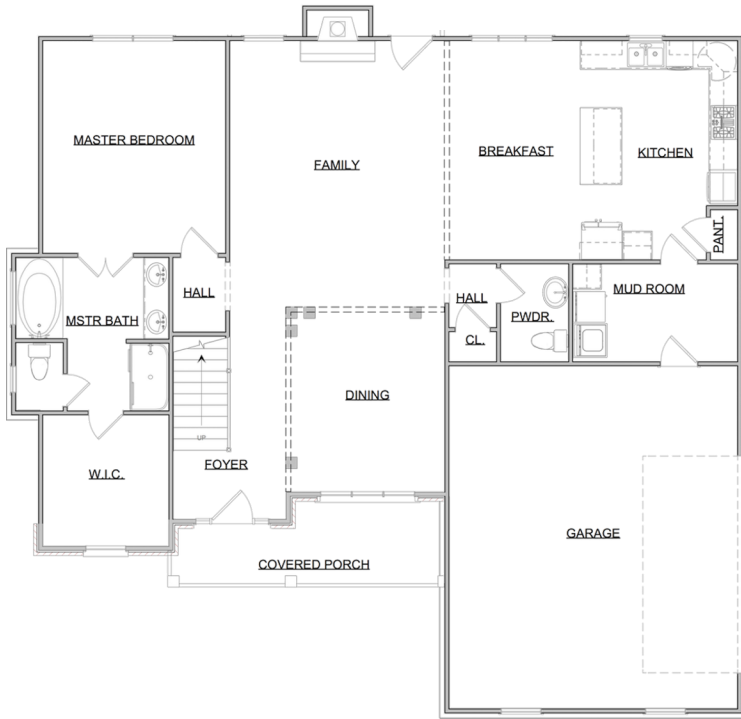 MASTER BEDROOM
FAMILY
BREAKFAST
KITCHEN
PANT.
HALL
MSTR BATH
HALL
PWDR.
MUD ROOM
CL.
DINING
UP
FOYER
W.I.C.
GARAGE
COVERED PORCH